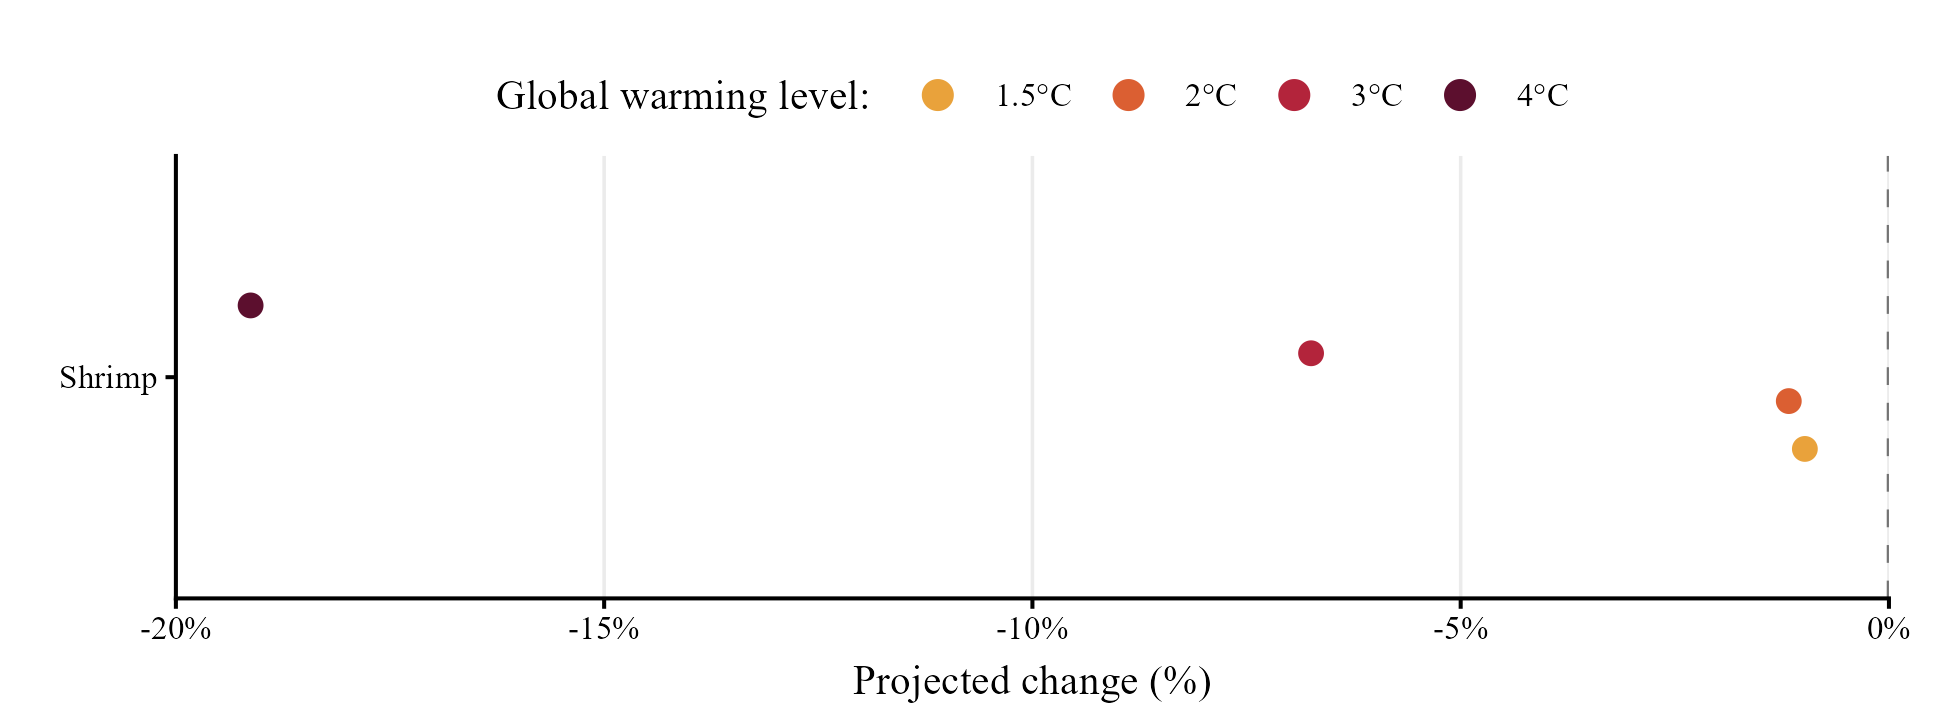 Global warming level: 1.5°C 2°C 3°C 4°C
Shrimp
-20% -15% -10% -5% 0%
Projected change (%)